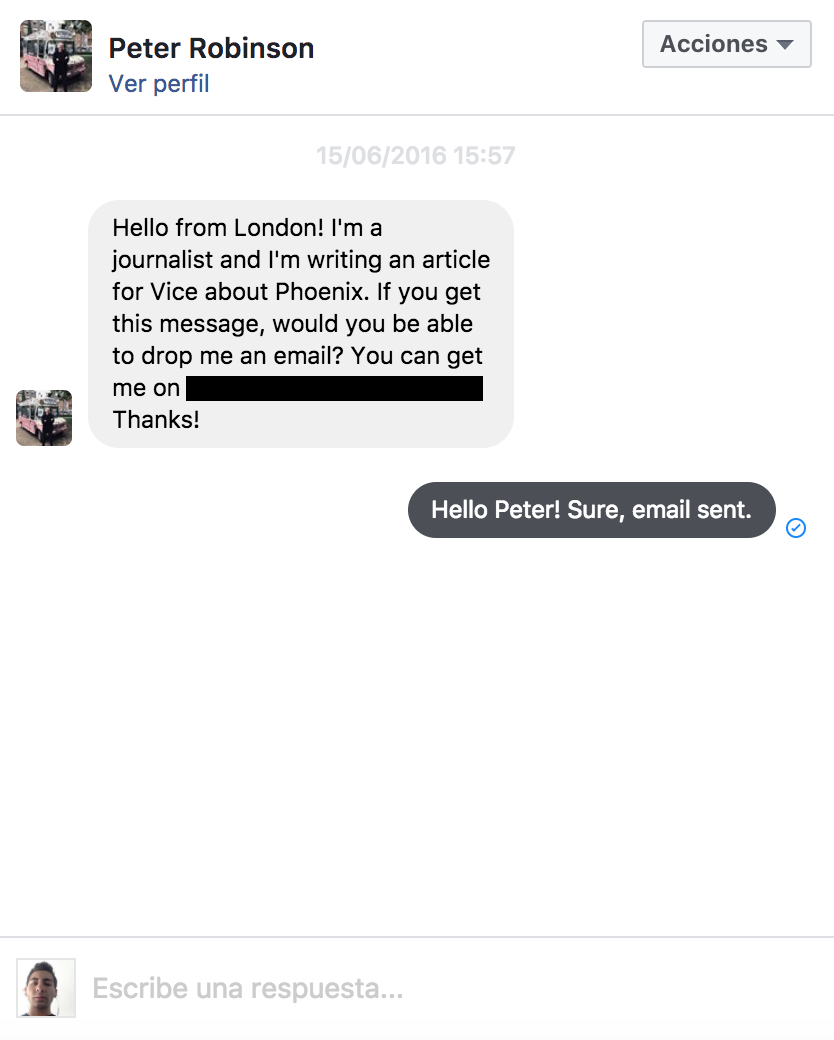 Peter Robinson
Ver perfil
Acciones
15/06/2016 15:57
Hello from London! I'm a
journalist and I'm writing an article
for Vice about Phoenix. If you get
this message, would you be able
to drop me an email? You can get
me on
Thanks!
Hello Peter! Sure, email sent.
Escribe una respuesta...